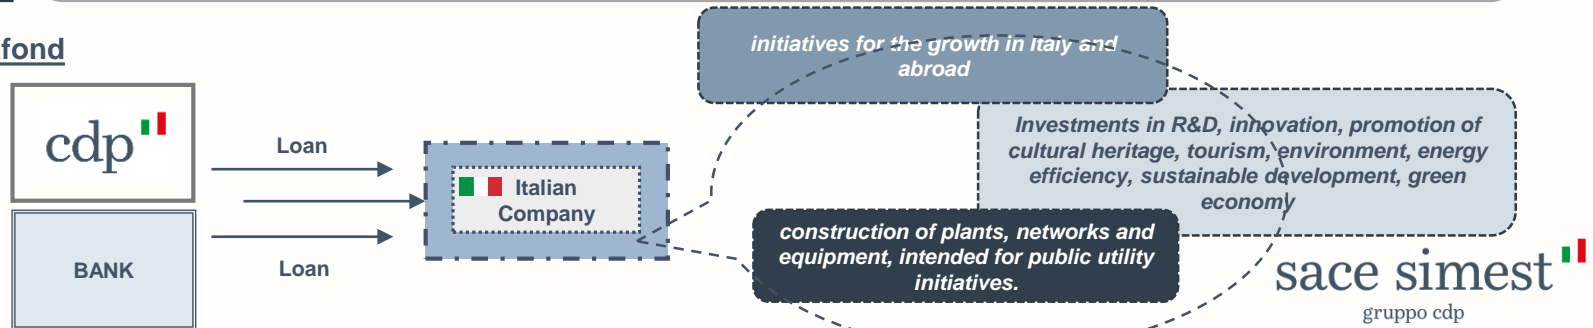 fond
initiatives for the growth in Italy and
abroad
cdp
Loan
Investments in R&D, innovation, promotion of
cultural heritage, tourism, environment, energy
efficiency, sustainable development, green
economy
Italian
Company
construction of plants, networks and
equipment, intended for public utility
initiatives.
BANK
Loan
sace simest
gruppo cdp